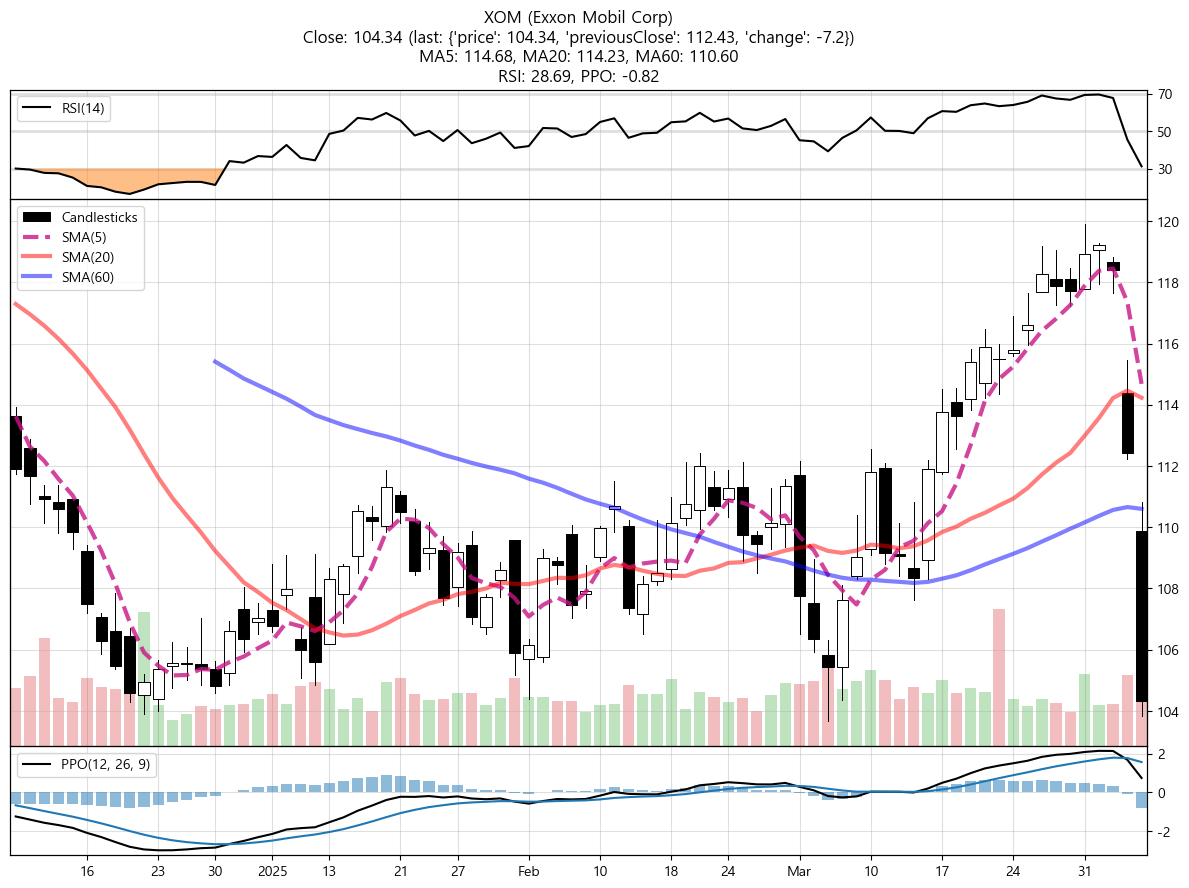 XOM (Exxon Mobil Corp)
Close: 104.34 (last: {'price': 104.34, 'previousClose': 112.43, 'change': -7.2})
MA5: 114.68, MA20: 114.23, MA60: 110.60
RSI: 28.69, PPO: -0.82
RSI(14)
70
50
30
Candlesticks
SMA(5)
SMA(20)
SMA(60)
120
118
116
114
112
110
108
106
104
PPO(12, 26, 9)
2
0
-2
16 23 30 2025 13 21 27 Feb 10 18 24 Mar 10 17 24 31